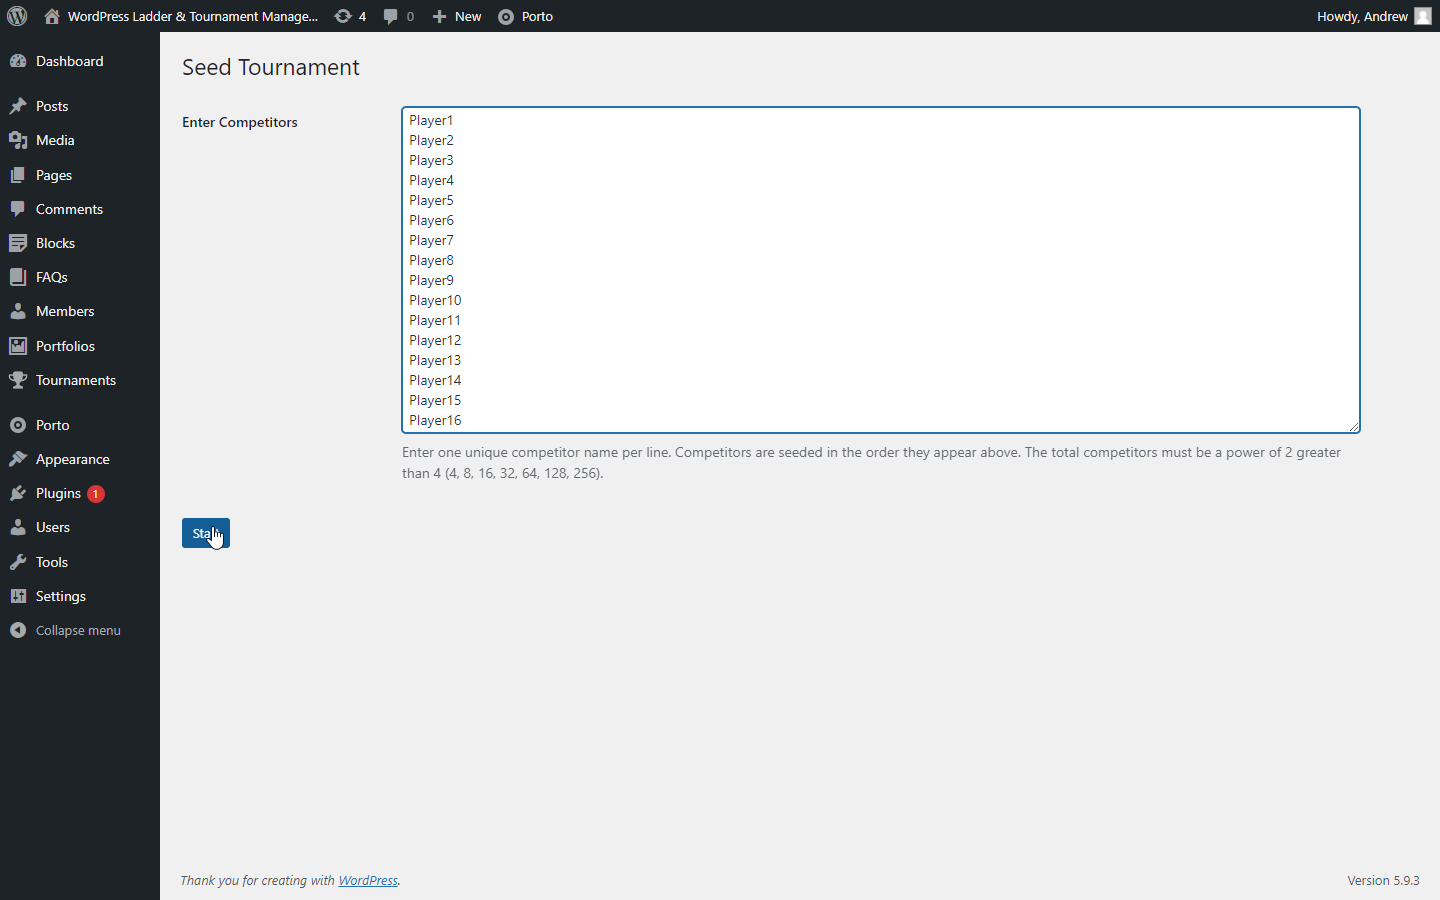 WordPress Ladder & Tournament Manage... 4 0 New Porto Howdy, Andrew
Dashboard
Posts
Media
Pages
Comments
Blocks
FAQs
Members
Portfolios
Tournaments
Porto
Appearance
Plugins 1
Users
Tools
Settings
Collapse menu
Seed Tournament
Enter Competitors
Player1
Player2
Player3
Player4
Player5
Player6
Player7
Player8
Player9
Player10
Player11
Player12
Player13
Player14
Player15
Player16
Enter one unique competitor name per line. Competitors are seeded in the order they appear above. The total competitors must be a power of 2 greater
than 4 (4, 8, 16, 32, 64, 128, 256).
Start
Thank you for creating with WordPress.
Version 5.9.3